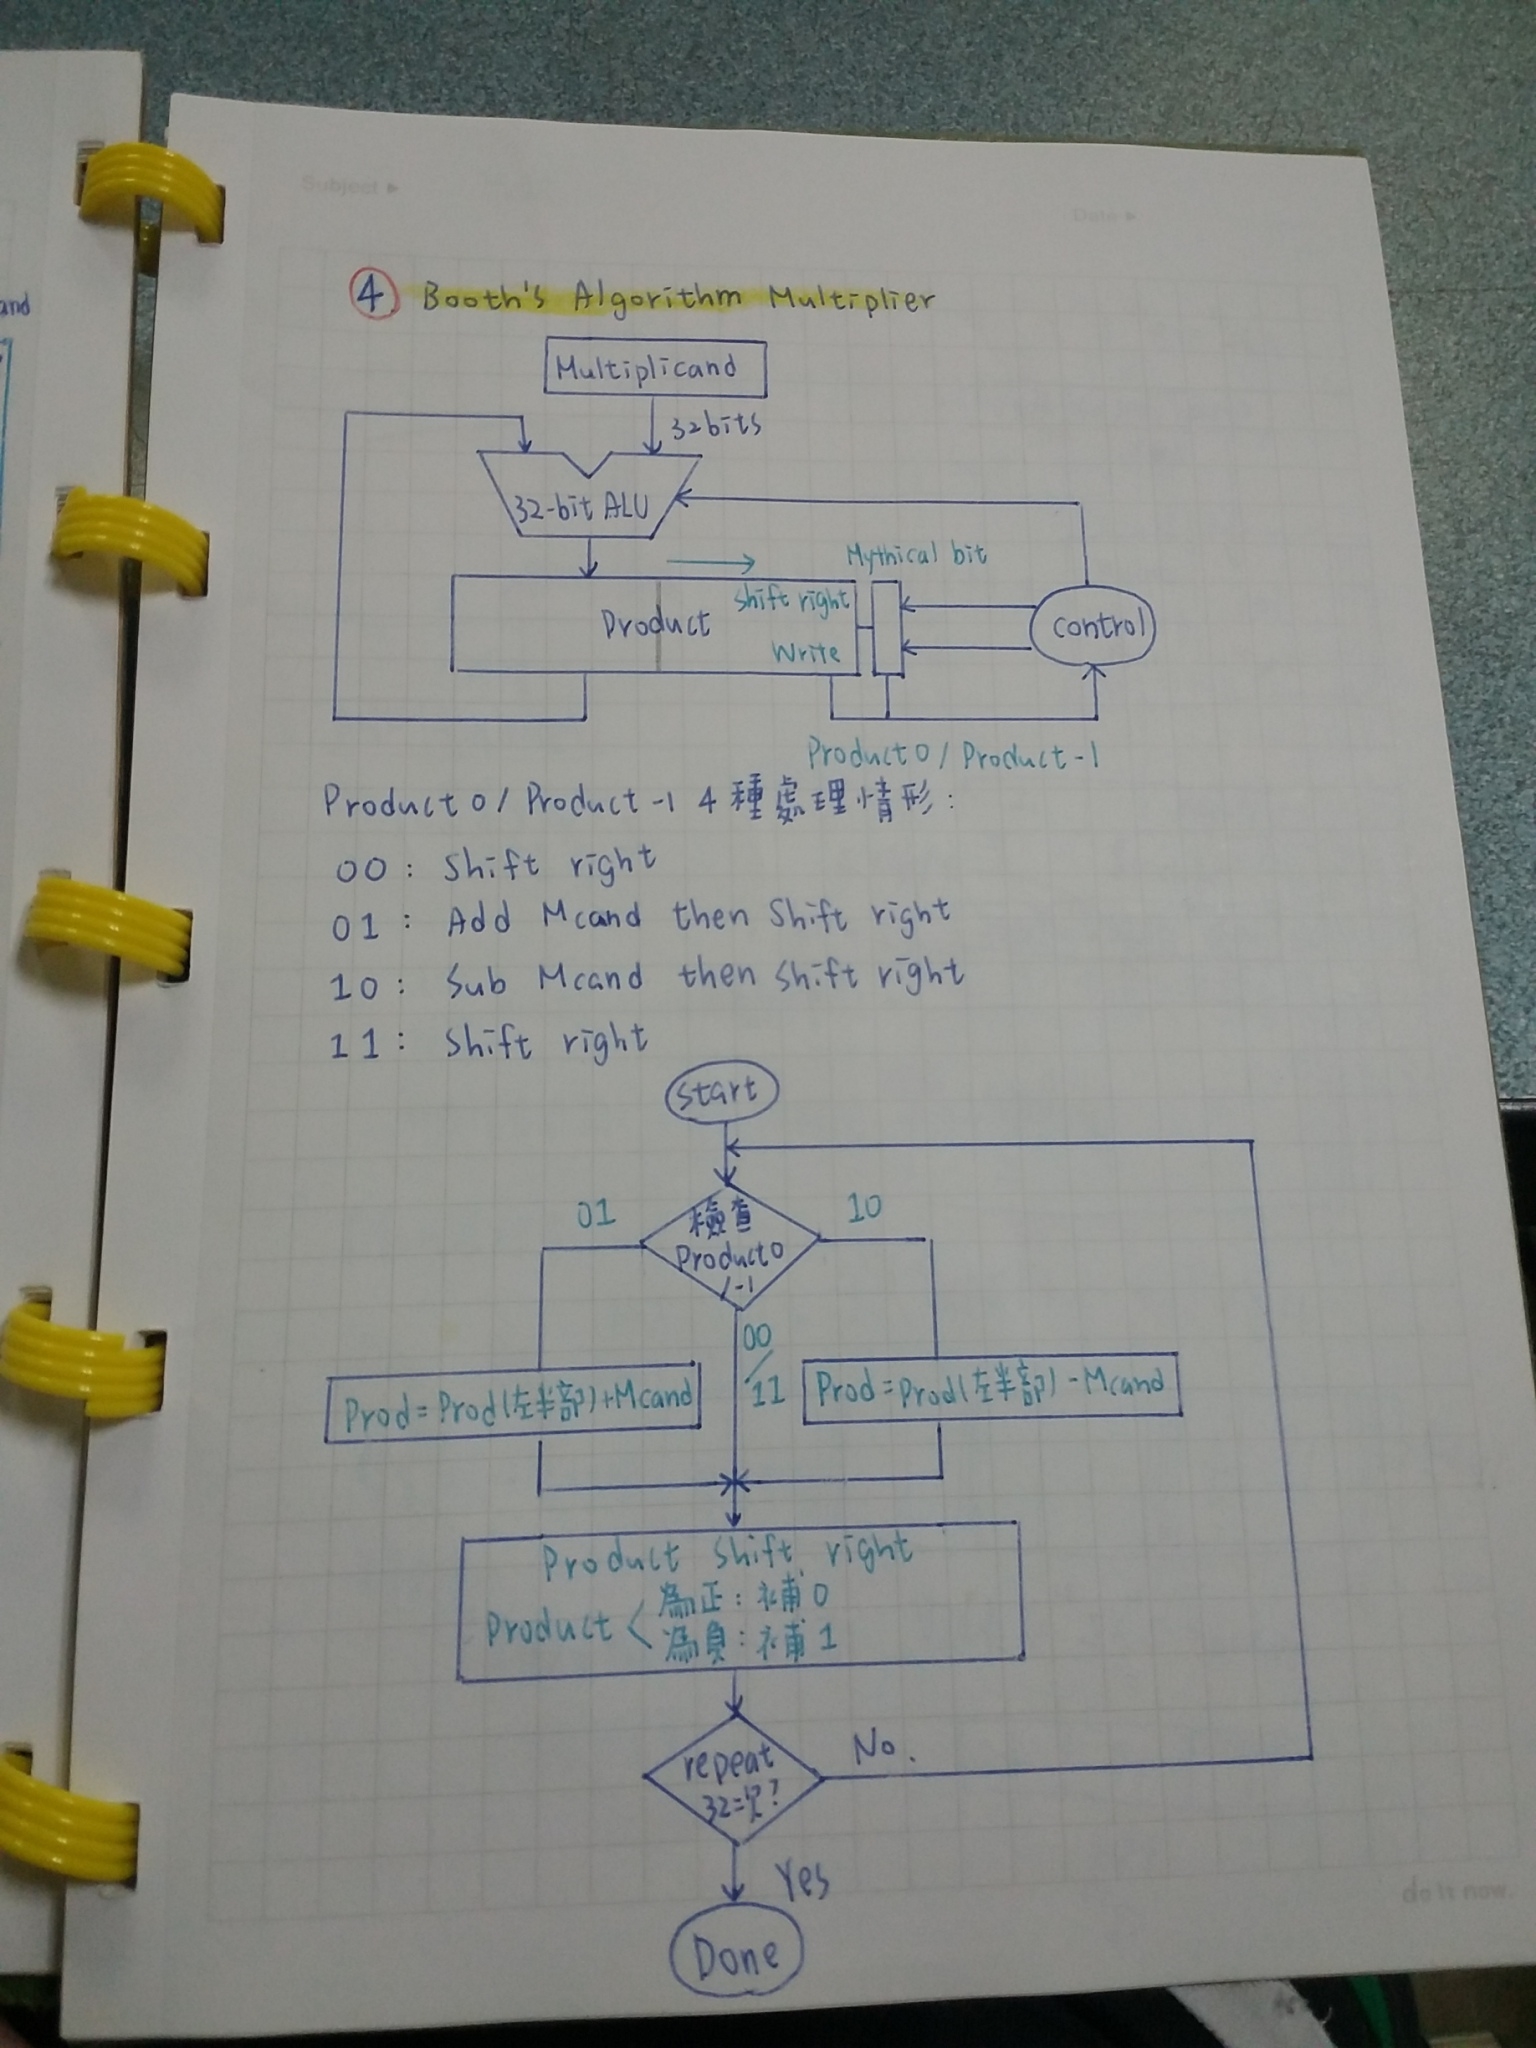 Subject ▶
Date ▶
and
④ Booth's Algorithm Multiplier
Multiplicand
32bits
32-bit ALU
Mythical bit
Shift right
Product
control
Write
Product0 / Product-1
Product0 / Product-1 4種處理情形:
00: Shift right
01: Add Mcand then Shift right
10: Sub Mcand then Shift right
11: Shift right
Start
01
10
檢查
Product0
/-1
00
/
11
Prod=Prod(左半部)+Mcand
Prod=Prod(左半部)-Mcand
Product Shift right
Product
為正:補0
為負:補1
repeat
32次?
No.
Yes
Done
do it now.